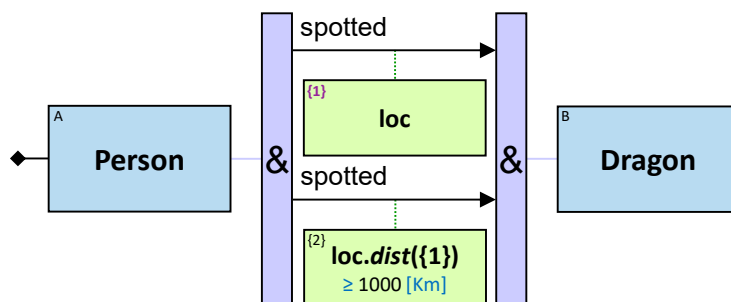 spotted
{1}
loc
A
Person
&
&
B
Dragon
spotted
{2}
loc.dist({1})
≥ 1000 [Km]